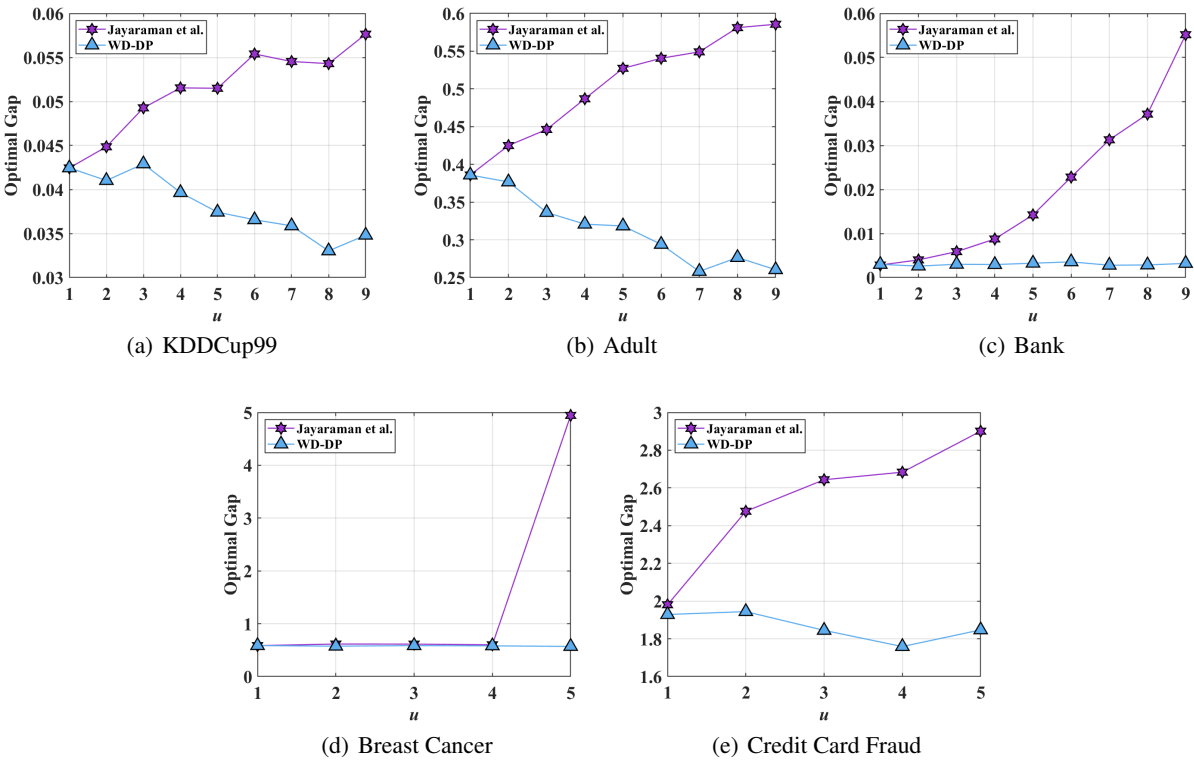 Jayaraman et al.
WD-DP
Optimal Gap
0.06
0.055
0.05
0.045
0.04
0.035
0.03
1 2 3 4 5 6 7 8 9
u
(a) KDDCup99
Jayaraman et al.
WD-DP
Optimal Gap
0.6
0.55
0.5
0.45
0.4
0.35
0.3
0.25
1 2 3 4 5 6 7 8 9
u
(b) Adult
Jayaraman et al.
WD-DP
Optimal Gap
0.06
0.05
0.04
0.03
0.02
0.01
0
1 2 3 4 5 6 7 8 9
u
(c) Bank
Jayaraman et al.
WD-DP
Optimal Gap
5
4
3
2
1
0
1 2 3 4 5
u
(d) Breast Cancer
Jayaraman et al.
WD-DP
Optimal Gap
3
2.8
2.6
2.4
2.2
2
1.8
1.6
1 2 3 4 5
u
(e) Credit Card Fraud